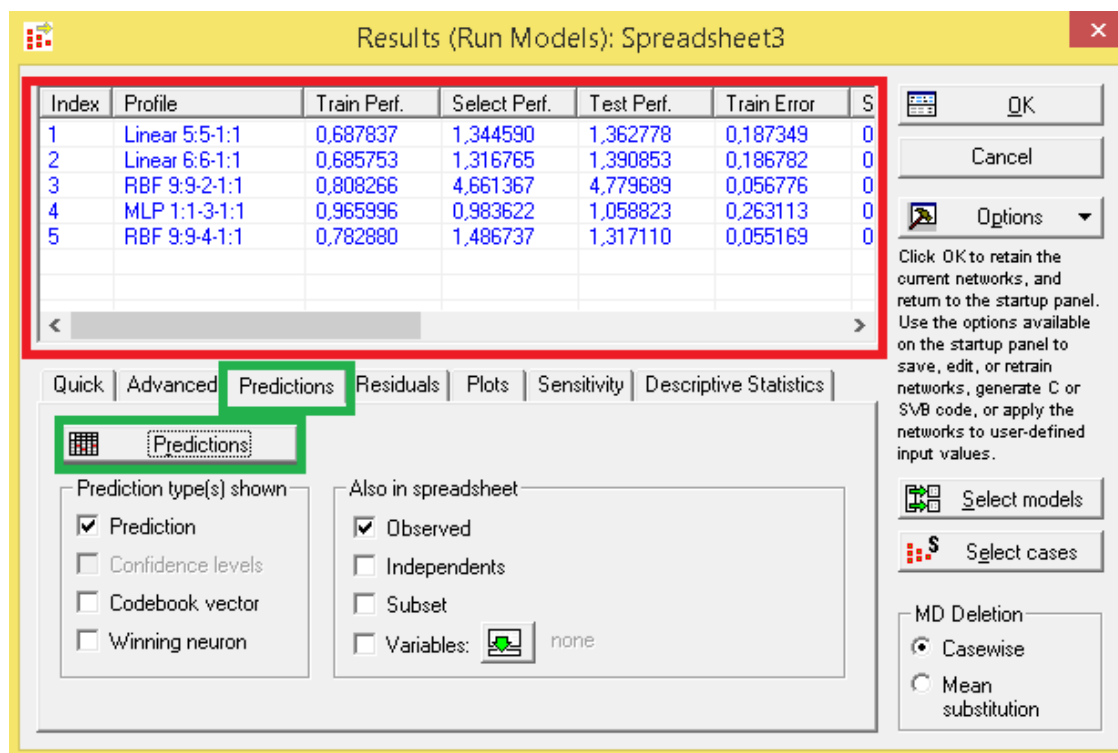 Results (Run Models): Spreadsheet3
Index Profile Train Perf. Select Perf. Test Perf. Train Error S
1 Linear 5:5-1:1 0,687837 1,344590 1,362778 0,187349 0
2 Linear 6:6-1:1 0,685753 1,316765 1,390853 0,186782 0
3 RBF 9:9-2-1:1 0,808266 4,661367 4,779689 0,056776 0
4 MLP 1:1-3-1:1 0,965996 0,983622 1,058823 0,263113 0
5 RBF 9:9-4-1:1 0,782880 1,486737 1,317110 0,055169 0
OK
Cancel
Options
Click OK to retain the
current networks, and
return to the startup panel.
Use the options available
on the startup panel to
save, edit, or retrain
networks, generate C or
SVB code, or apply the
networks to user-defined
input values.
Select models
S Select cases
MD Deletion
Casewise
Mean
substitution
Quick Advanced Predictions Residuals Plots Sensitivity Descriptive Statistics
Predictions
Prediction type(s) shown
Prediction
Confidence levels
Codebook vector
Winning neuron
Also in spreadsheet
Observed
Independents
Subset
Variables: none